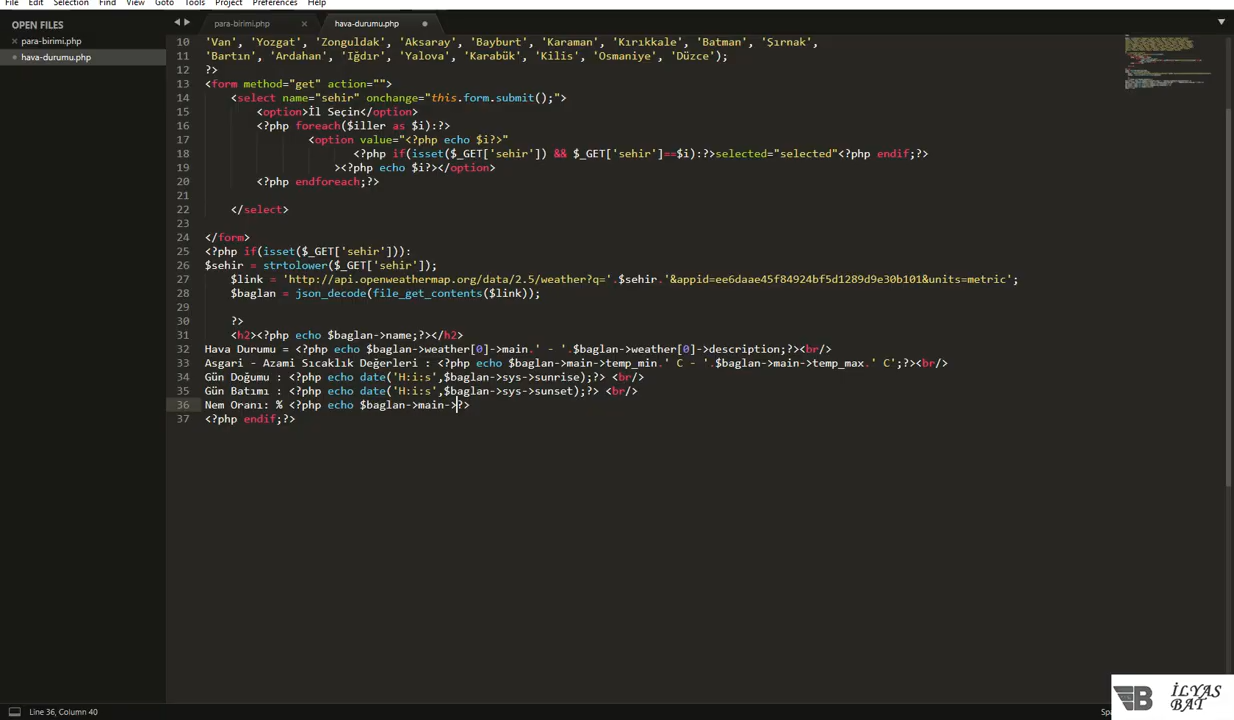 File Edit Selection Find View Goto Tools Project Preferences Help
OPEN FILES
para-birimi.php
hava-durumu.php
para-birimi.php
hava-durumu.php
10 'Van', 'Yozgat', 'Zonguldak', 'Aksaray', 'Bayburt', 'Karaman', 'Kırıkkale', 'Batman', 'Şırnak',
11 'Bartın', 'Ardahan', 'Iğdır', 'Yalova', 'Karabük', 'Kilis', 'Osmaniye', 'Düzce');
12 ?>
13 <form method="get" action="">
14 <select name="sehir" onchange="this.form.submit();">
15 <option>İl Seçin</option>
16 <?php foreach($iller as $i):?>
17 <option value="<?php echo $i?>"
18 <?php if(isset($_GET['sehir']) && $_GET['sehir']==$i):?>selected="selected"<?php endif;?>
19 ><?php echo $i?></option>
20 <?php endforeach;?>
21
22 </select>
23
24 </form>
25 <?php if(isset($_GET['sehir'])):
26 $sehir = strtolower($_GET['sehir']);
27 $link = 'http://api.openweathermap.org/data/2.5/weather?q='.$sehir.'&appid=ee6daae45f84924bf5d1289d9e30b101&units=metric';
28 $baglan = json_decode(file_get_contents($link));
29
30 ?>
31 <h2><?php echo $baglan->name;?></h2>
32 Hava Durumu = <?php echo $baglan->weather[0]->main.' - '.$baglan->weather[0]->description;?><br/>
33 Asgari - Azami Sıcaklık Değerleri : <?php echo $baglan->main->temp_min.' C - '.$baglan->main->temp_max.' C';?><br/>
34 Gün Doğumu : <?php echo date('H:i:s',$baglan->sys->sunrise);?> <br/>
35 Gün Batımı : <?php echo date('H:i:s',$baglan->sys->sunset);?> <br/>
36 Nem Oranı: % <?php echo $baglan->main->?>
37 <?php endif;?>
İLYAS
BAT
Line 36, Column 40